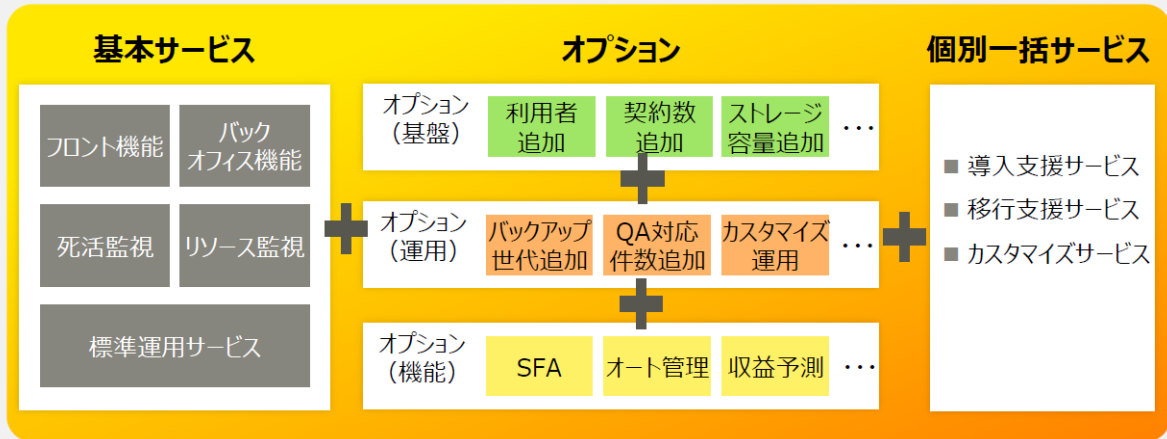 基本サービス
フロント機能
バック
オフィス機能
死活監視
リソース監視
標準運用サービス
オプション
オプション
（基盤）
利用者
追加
契約数
追加
ストレージ
容量追加
･･･
オプション
（運用）
バックアップ
世代追加
QA対応
件数追加
カスタマイズ
運用
･･･
オプション
（機能）
SFA
オート管理
収益予測
･･･
個別一括サービス
■ 導入支援サービス
■ 移行支援サービス
■ カスタマイズサービス